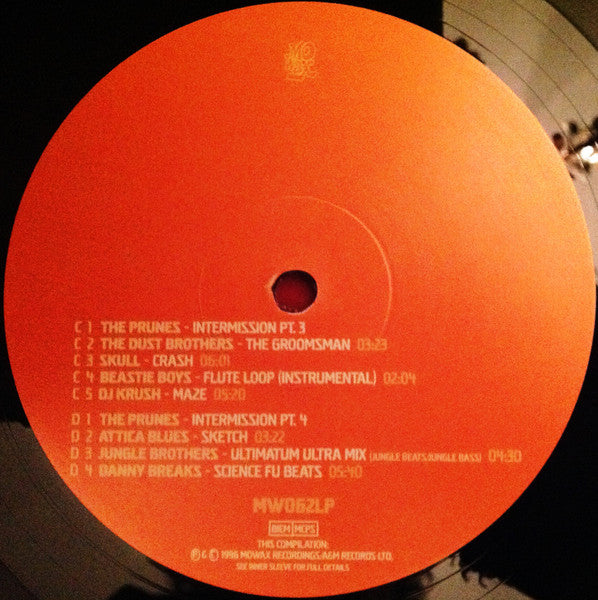 C 1 THE PRUNES - INTERMISSION PT. 3
C 2 THE DUST BROTHERS - THE GROOMSMAN 03:23
C 3 SKULL - CRASH 06:01
C 4 BEASTIE BOYS - FLUTE LOOP (INSTRUMENTAL) 02:04
C 5 DJ KRUSH - MAZE 05:20
D 1 THE PRUNES - INTERMISSION PT. 4
D 2 ATTICA BLUES - SKETCH 03:22
D 3 JUNGLE BROTHERS - ULTIMATUM ULTRA MIX (JUNGLE BEATS/JUNGLE BASS) 04:30
D 4 DANNY BREAKS - SCIENCE FU BEATS 05:40
MW062LP
BIEM MCPS
THIS COMPILATION:
℗ & © 1996 MOWAX RECORDINGS/A&M RECORDS LTD.
SEE INNER SLEEVE FOR FULL DETAILS